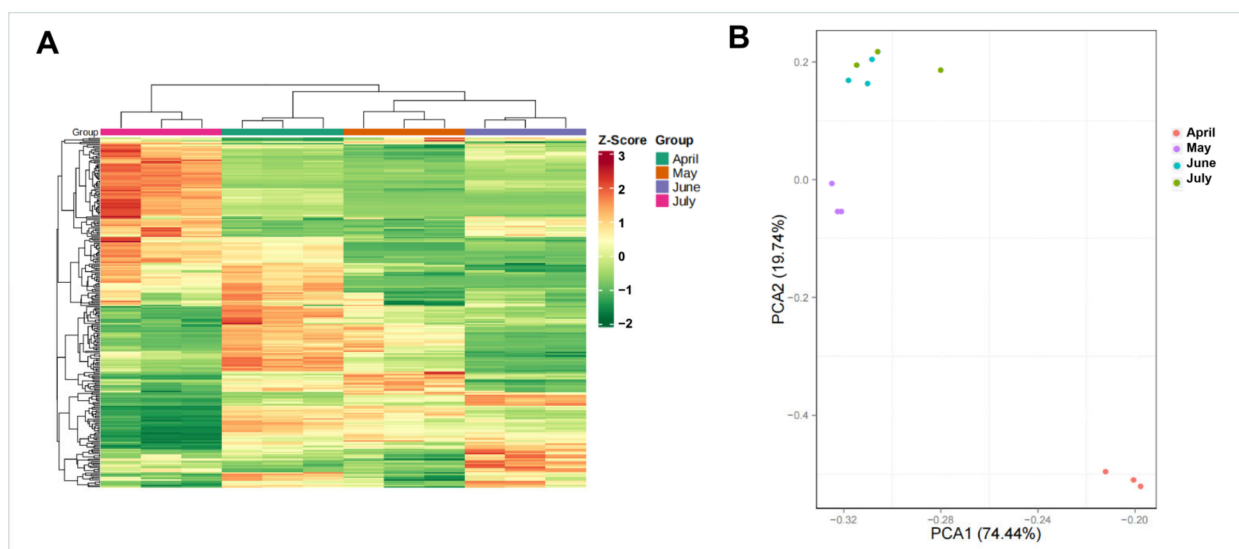 A
B
Group
Z-Score
3
2
1
0
−1
−2
Group
April
May
June
July
0.2
0.0
−0.2
−0.4
PCA2 (19.74%)
−0.32
−0.28
−0.24
−0.20
PCA1 (74.44%)
April
May
June
July